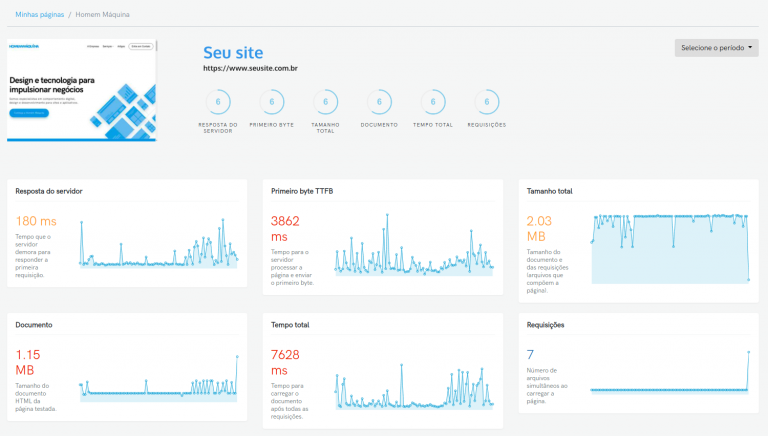 Minhas páginas / Homem Máquina
HOMEMMÁQUINA
Design e tecnologia para
impulsionar negócios
Seu site
https://www.seusite.com.br
Selecione o período
6 6 6 6 6 6
RESPOSTA DO
SERVIDOR
PRIMEIRO BYTE
TAMANHO
TOTAL
DOCUMENTO
TEMPO TOTAL
REQUISIÇÕES
Resposta do servidor
180 ms
Tempo que o
servidor
demora para
responder a
primeira
requisição
Primeiro byte TTFB
3862
ms
Tempo para o
servidor
processar a
página e enviar
o primeiro byte.
Tamanho total
2.03
MB
Tamanho do
documento e
das requisições
(arquivos que
compõem a
página).
Documento
1.15
MB
Tamanho do
documento
HTML da
página testada.
Tempo total
7628
ms
Tempo para
carregar o
documento
após todas as
requisições.
Requisições
7
Número de
arquivos
simultâneos ao
carregar a
página.